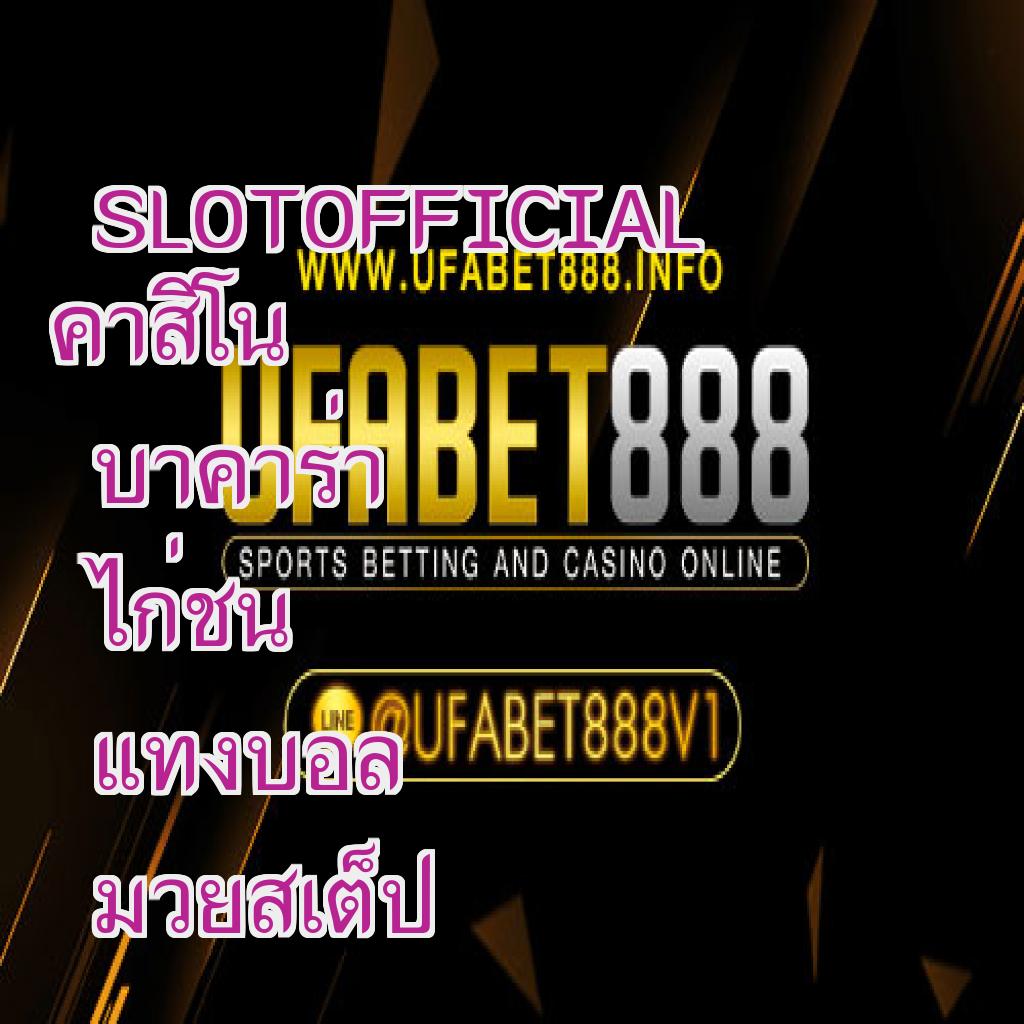 SLOTOFFICIAL
WWW.UFABET888.INFO
คาสิโน
UFABET888
บาคาร่า
SPORTS BETTING AND CASINO ONLINE
ไก่ชน
LINE @UFABET888V1
แทงบอล
มวยสเต็ป